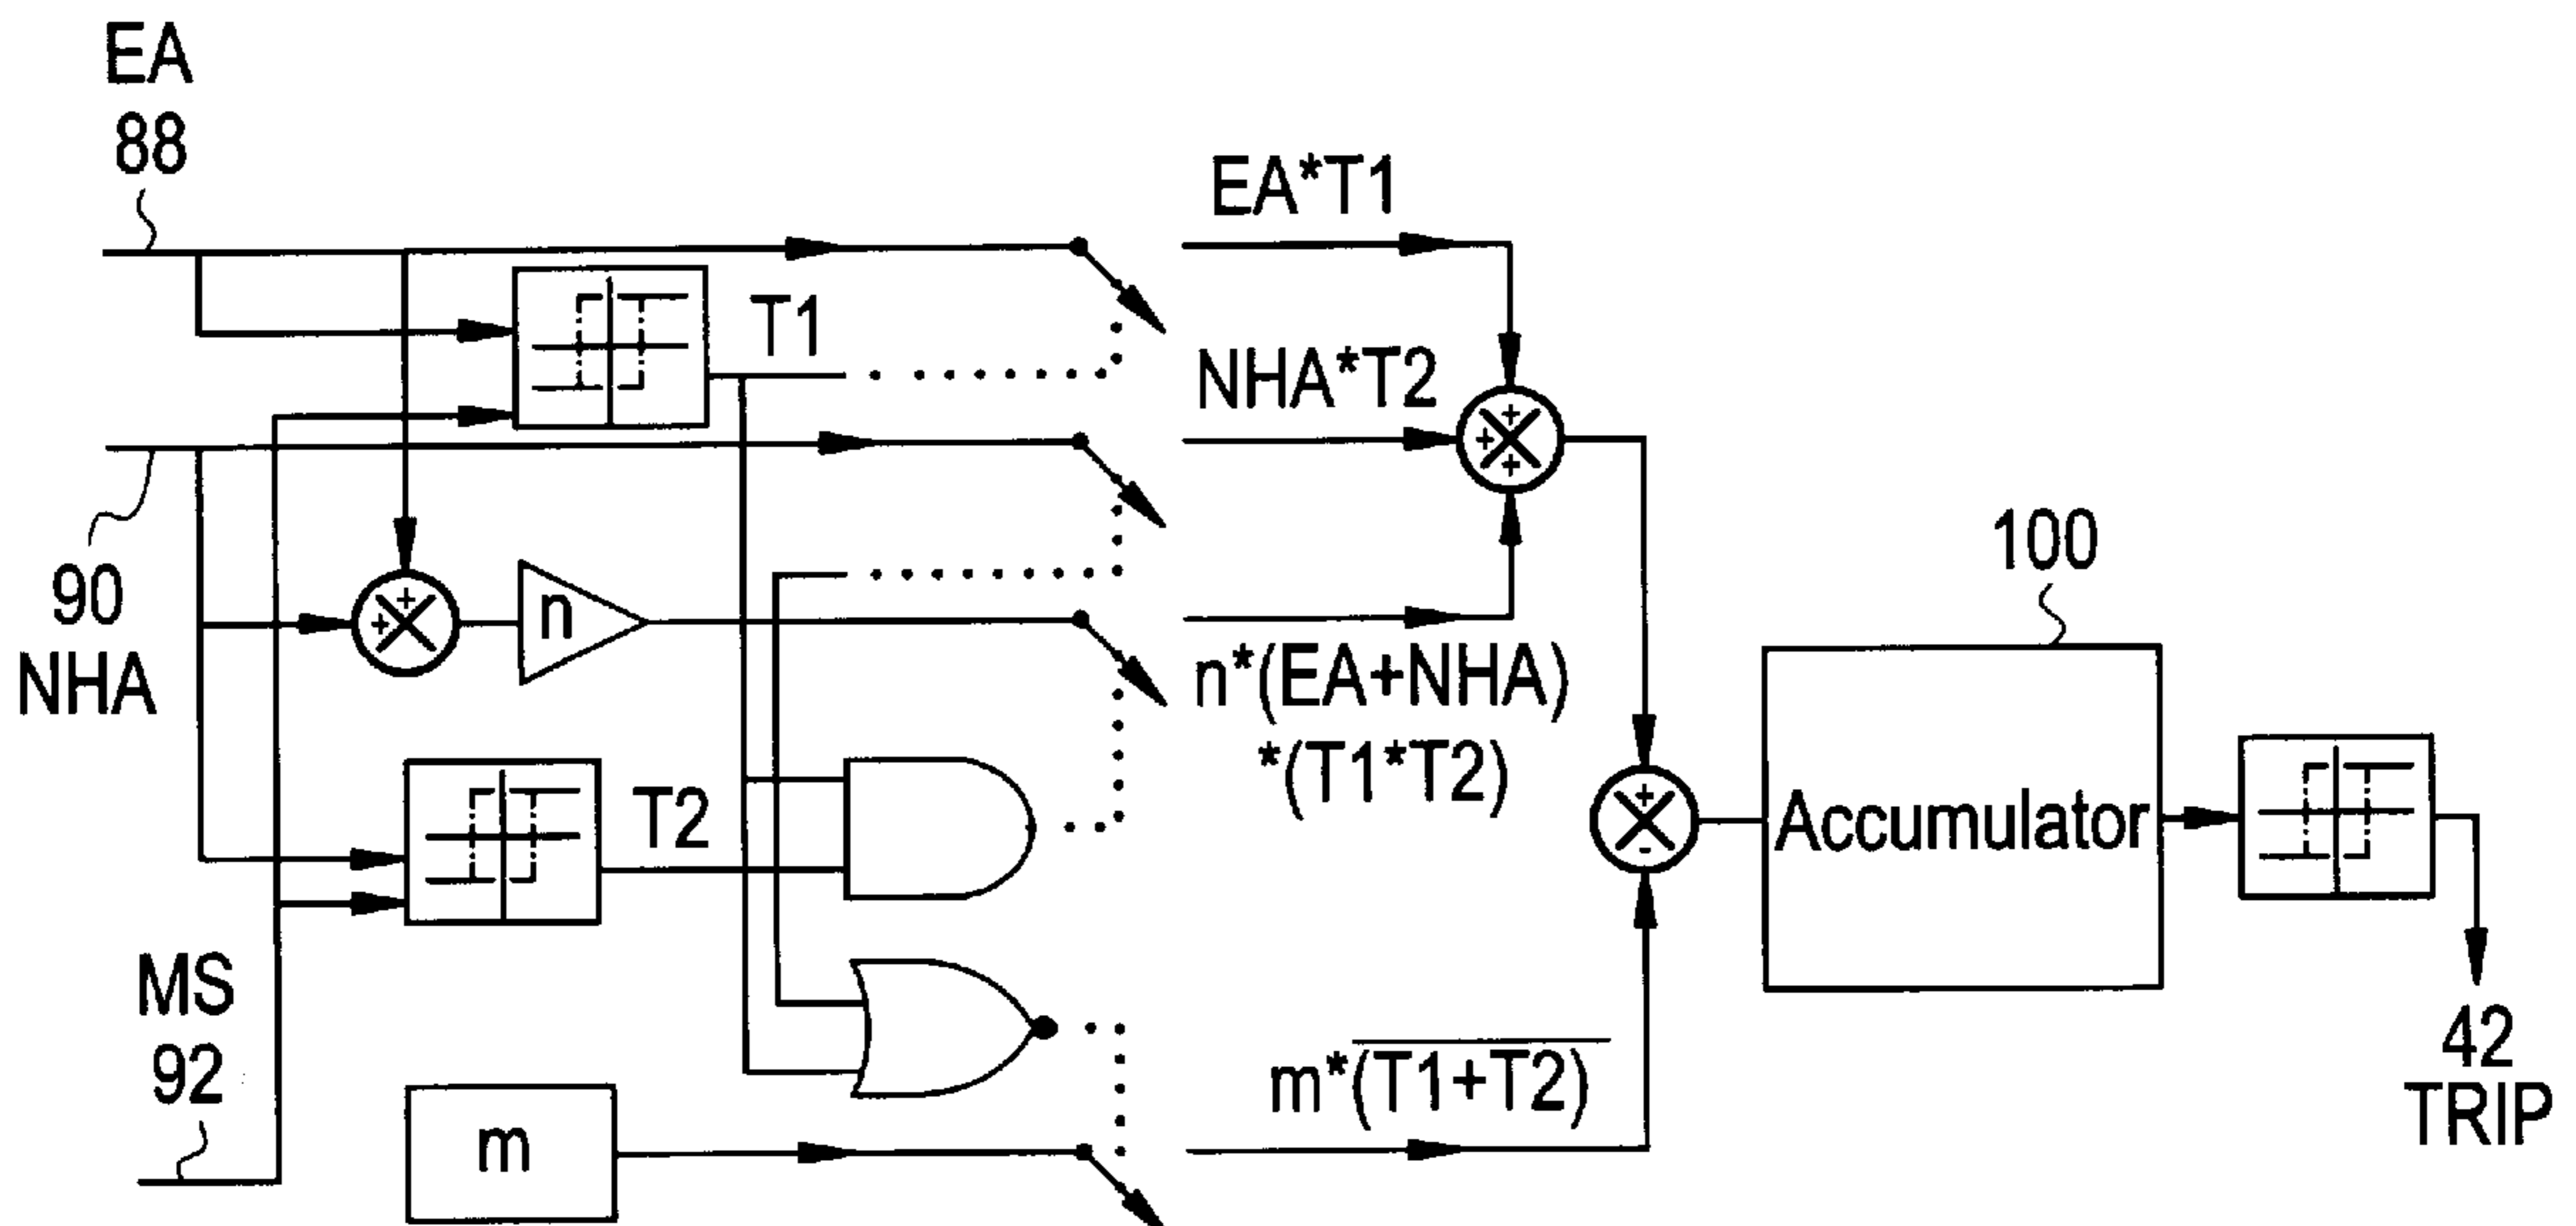 EA
88
EA*T1
T1
NHA*T2
90
NHA
n
n*(EA+NHA)
*(T1*T2)
100
Accumulator
T2
MS
92
m
m*(T1+T2)
42
TRIP